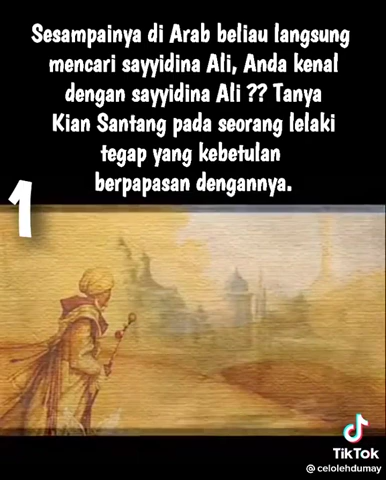 Sesampainya di Arab beliau langsung
mencari sayyidina Ali, Anda kenal
dengan sayyidina Ali ?? Tanya
Kian Santang pada seorang lelaki
tegap yang kebetulan
berpapasan dengannya.
1
TikTok
@celolehdumay